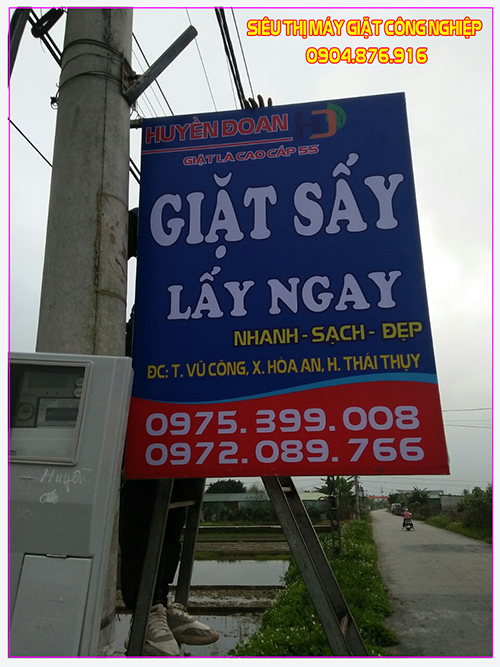 SIÊU THỊ MÁY GIẶT CÔNG NGHIỆP
0904.876.916
HUYỀN ĐOAN HD
GIẶT LÀ CAO CẤP 5S
GIẶT SẤY
LẤY NGAY
NHANH - SẠCH - ĐẸP
ĐC: T. VŨ CÔNG, X. HÒA AN, H. THÁI THỤY
0975.399.008
0972.089.766